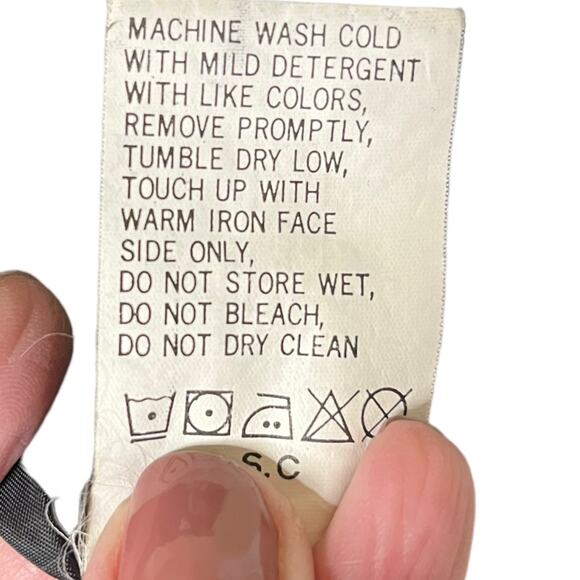 MACHINE WASH COLD
WITH MILD DETERGENT
WITH LIKE COLORS,
REMOVE PROMPTLY,
TUMBLE DRY LOW,
TOUCH UP WITH
WARM IRON FACE
SIDE ONLY,
DO NOT STORE WET,
DO NOT BLEACH,
DO NOT DRY CLEAN
S.C